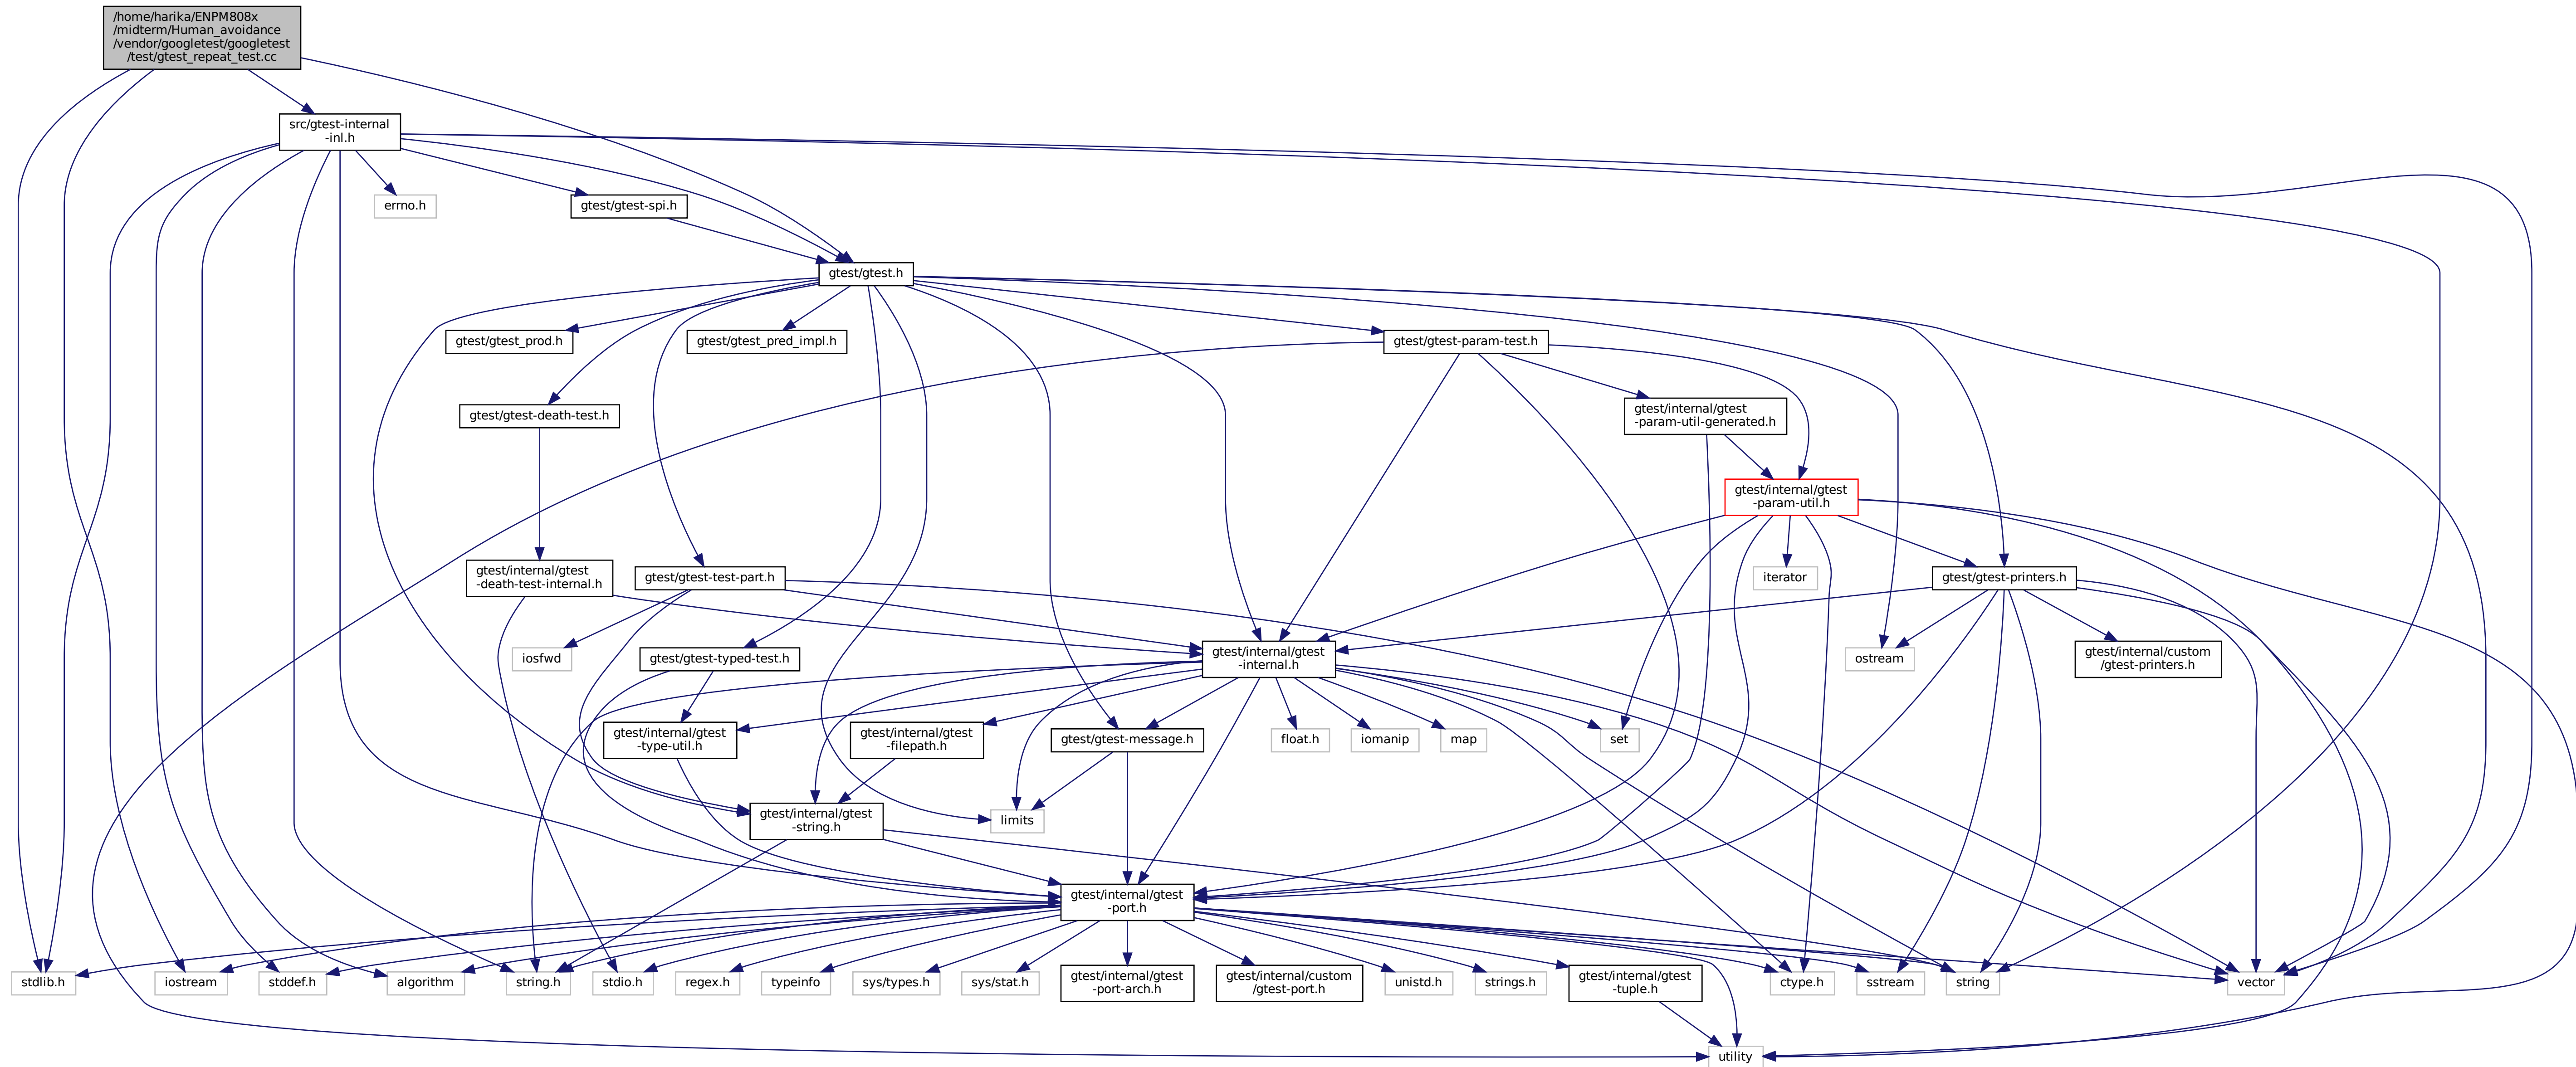 /home/harika/ENPM808x
/midterm/Human_avoidance
/vendor/googletest/googletest
/test/gtest_repeat_test.cc
src/gtest-internal
-inl.h
errno.h
gtest/gtest-spi.h
gtest/gtest.h
gtest/gtest_prod.h
gtest/gtest_pred_impl.h
gtest/gtest-param-test.h
gtest/gtest-death-test.h
gtest/internal/gtest
-param-util-generated.h
gtest/internal/gtest
-param-util.h
gtest/internal/gtest
-death-test-internal.h
gtest/gtest-test-part.h
iterator
gtest/gtest-printers.h
iosfwd
gtest/gtest-typed-test.h
gtest/internal/gtest
-internal.h
ostream
gtest/internal/custom
/gtest-printers.h
gtest/internal/gtest
-type-util.h
gtest/internal/gtest
-filepath.h
gtest/gtest-message.h
float.h
iomanip
map
set
gtest/internal/gtest
-string.h
limits
gtest/internal/gtest
-port.h
stdlib.h
iostream
stddef.h
algorithm
string.h
stdio.h
regex.h
typeinfo
sys/types.h
sys/stat.h
gtest/internal/gtest
-port-arch.h
gtest/internal/custom
/gtest-port.h
unistd.h
strings.h
gtest/internal/gtest
-tuple.h
ctype.h
sstream
string
vector
utility